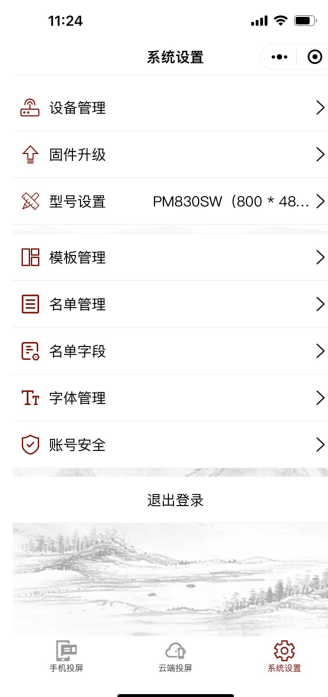 11:24
系统设置
设备管理
固件升级
型号设置 PM830SW（800 * 48...
模板管理
名单管理
名单字段
字体管理
账号安全
退出登录
手机投屏 云端投屏 系统设置